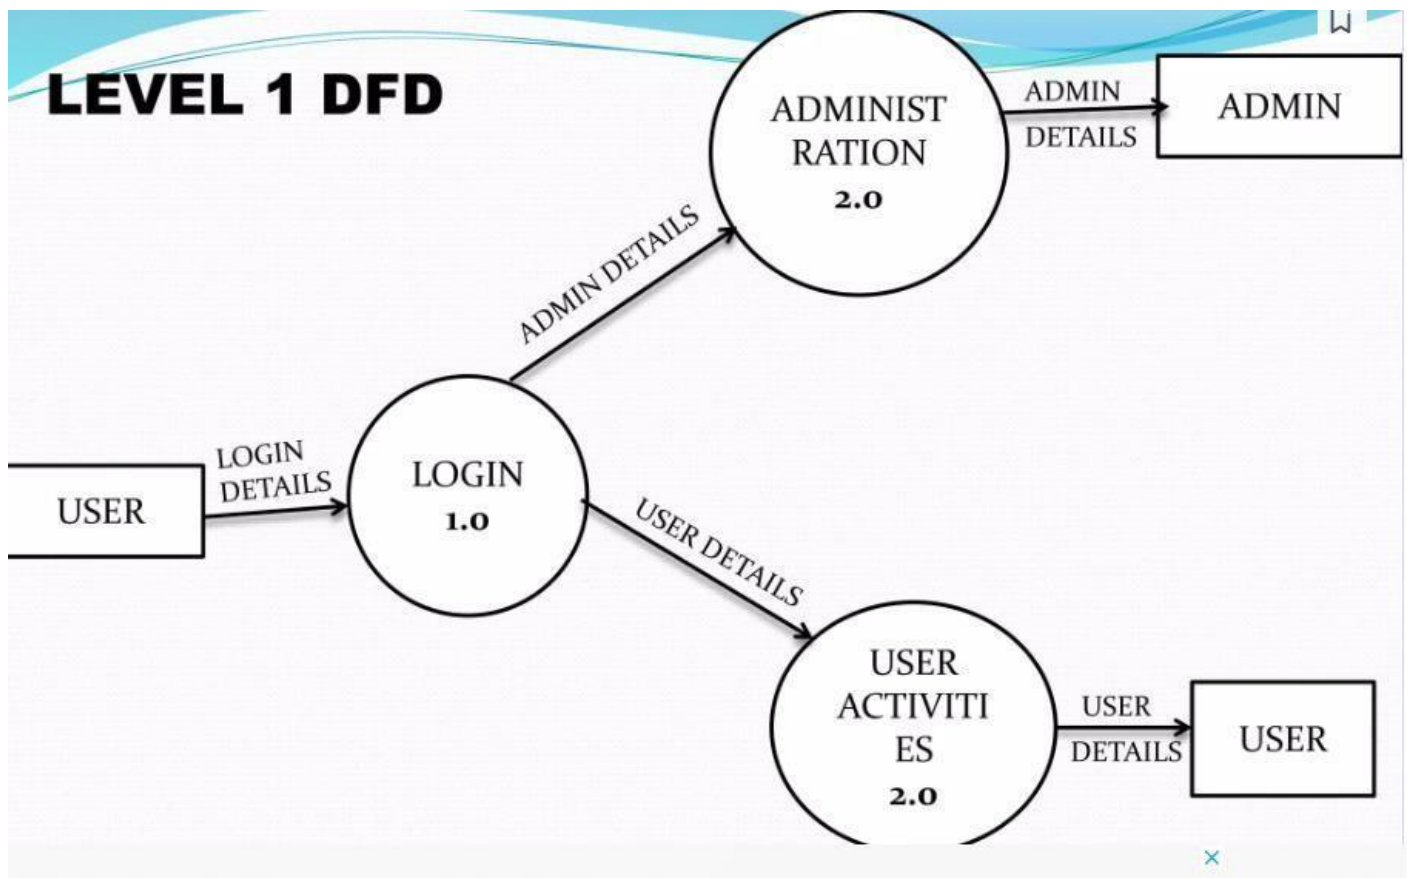 LEVEL 1 DFD
ADMINIST
RATION
2.0
ADMIN
DETAILS
ADMIN
ADMIN DETAILS
USER
LOGIN
DETAILS
LOGIN
1.0
USER DETAILS
USER
ACTIVITI
ES
2.0
USER
DETAILS
USER